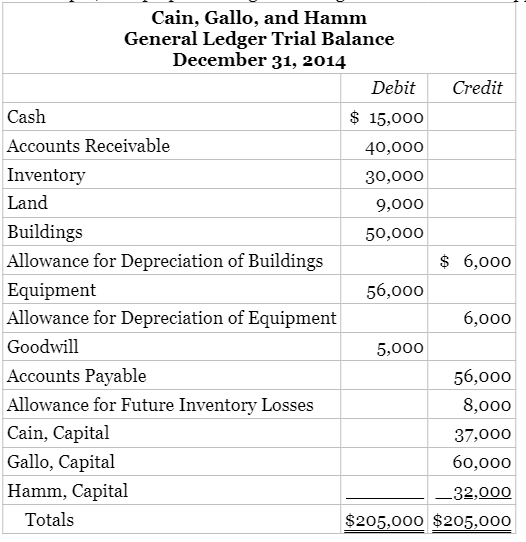 Cain, Gallo, and Hamm
General Ledger Trial Balance
December 31, 2014
Debit Credit
Cash $ 15,000
Accounts Receivable 40,000
Inventory 30,000
Land 9,000
Buildings 50,000
Allowance for Depreciation of Buildings $ 6,000
Equipment 56,000
Allowance for Depreciation of Equipment 6,000
Goodwill 5,000
Accounts Payable 56,000
Allowance for Future Inventory Losses 8,000
Cain, Capital 37,000
Gallo, Capital 60,000
Hamm, Capital 32,000
Totals $205,000 $205,000